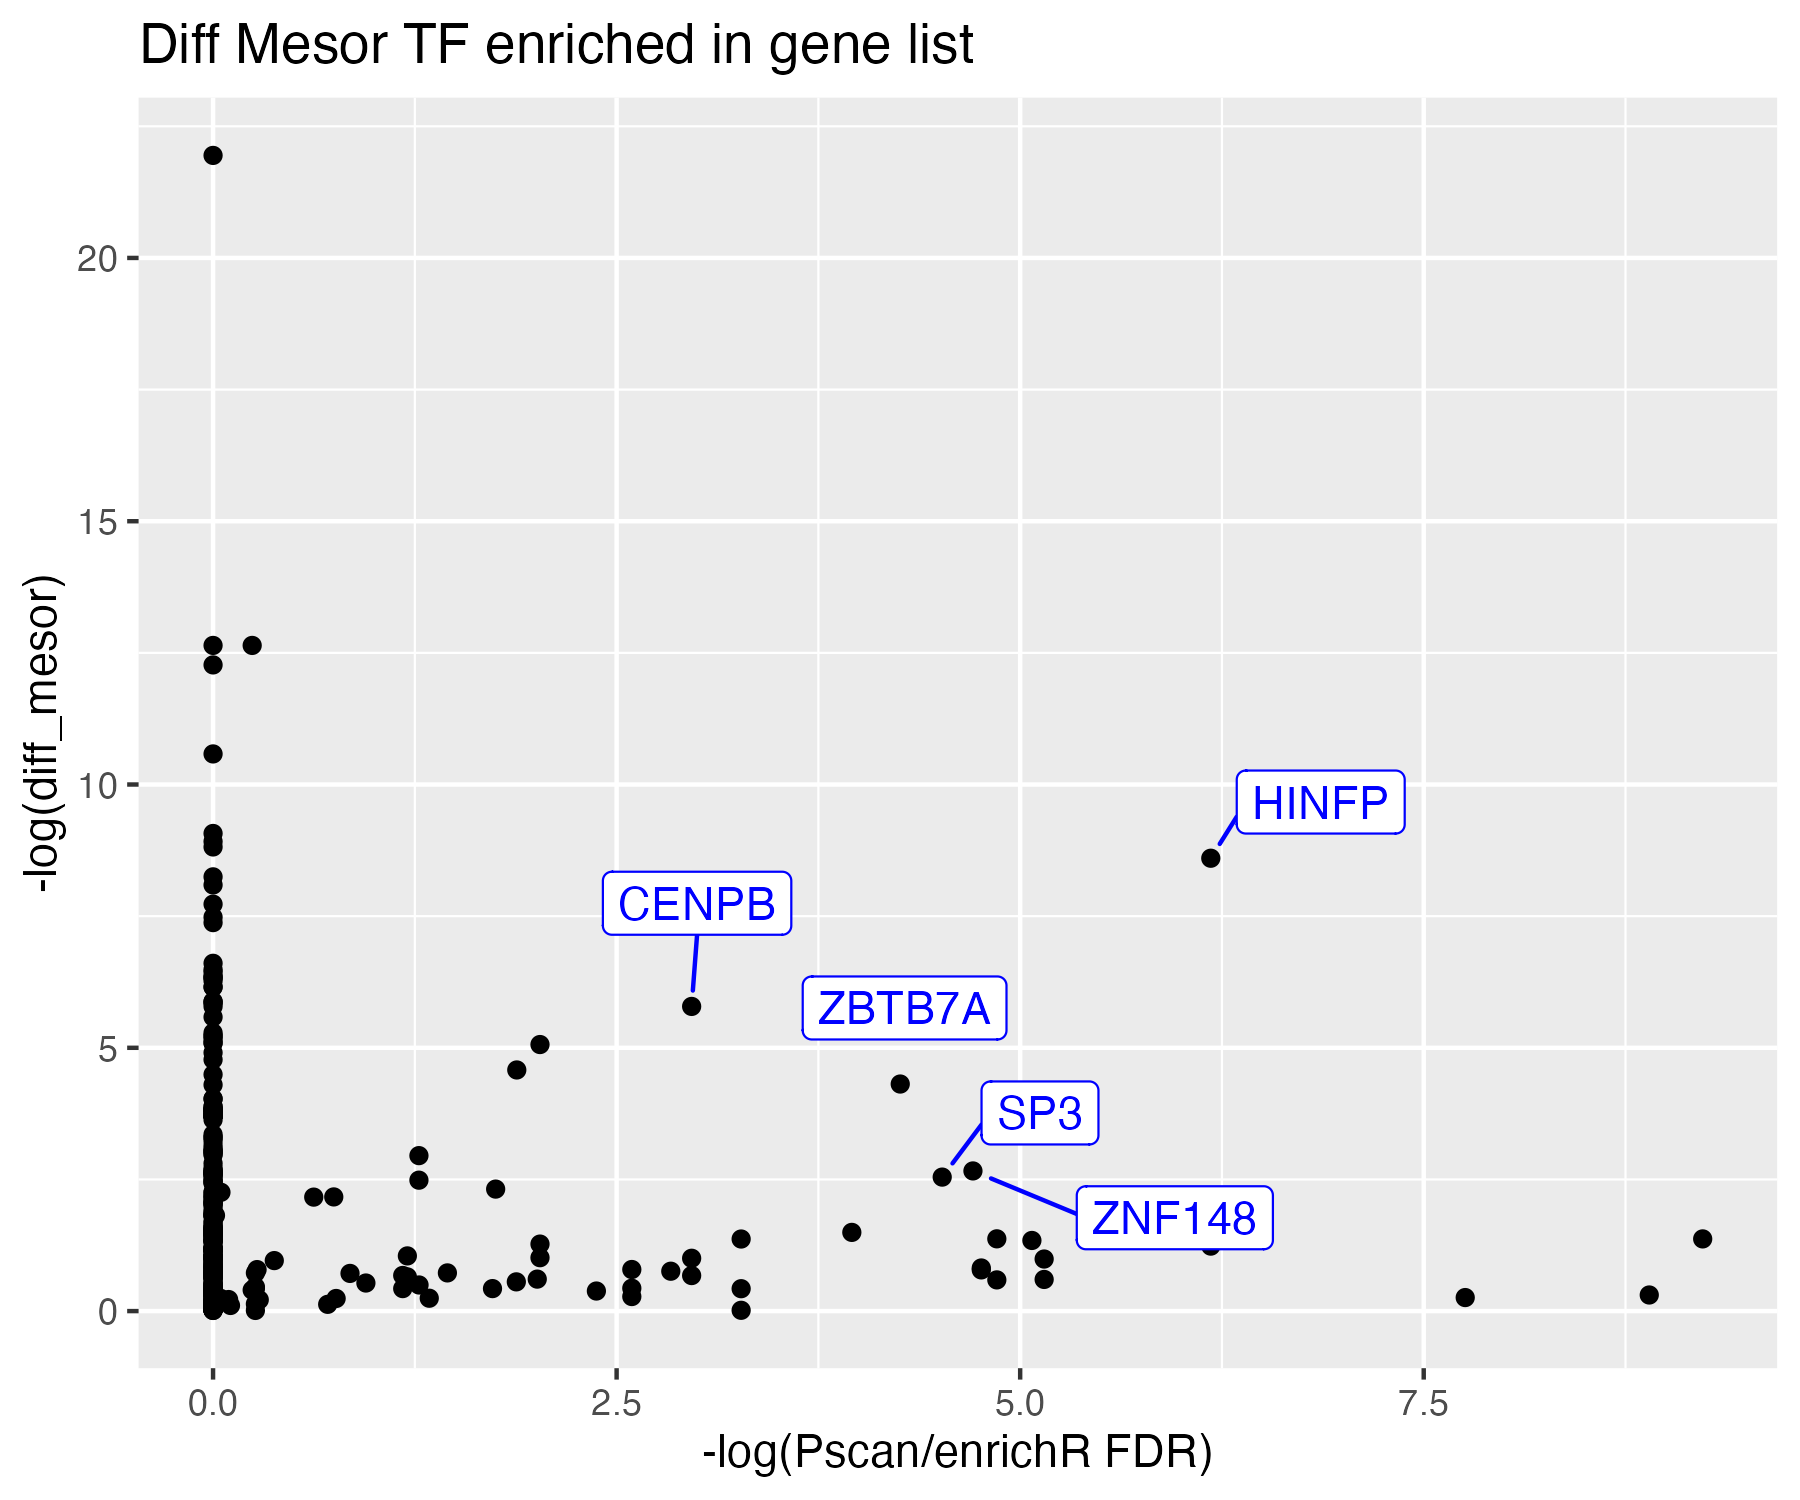 Diff Mesor TF enriched in gene list
-log(diff_mesor)
20
15
10
5
0
HINFP
CENPB
ZBTB7A
SP3
ZNF148
0.0
2.5
5.0
7.5
-log(Pscan/enrichR FDR)